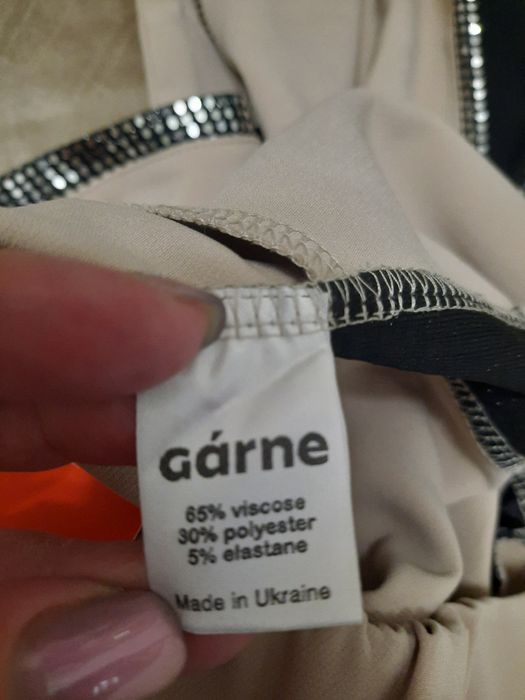 Gárne
65% viscose
30% polyester
5% elastane
Made in Ukraine